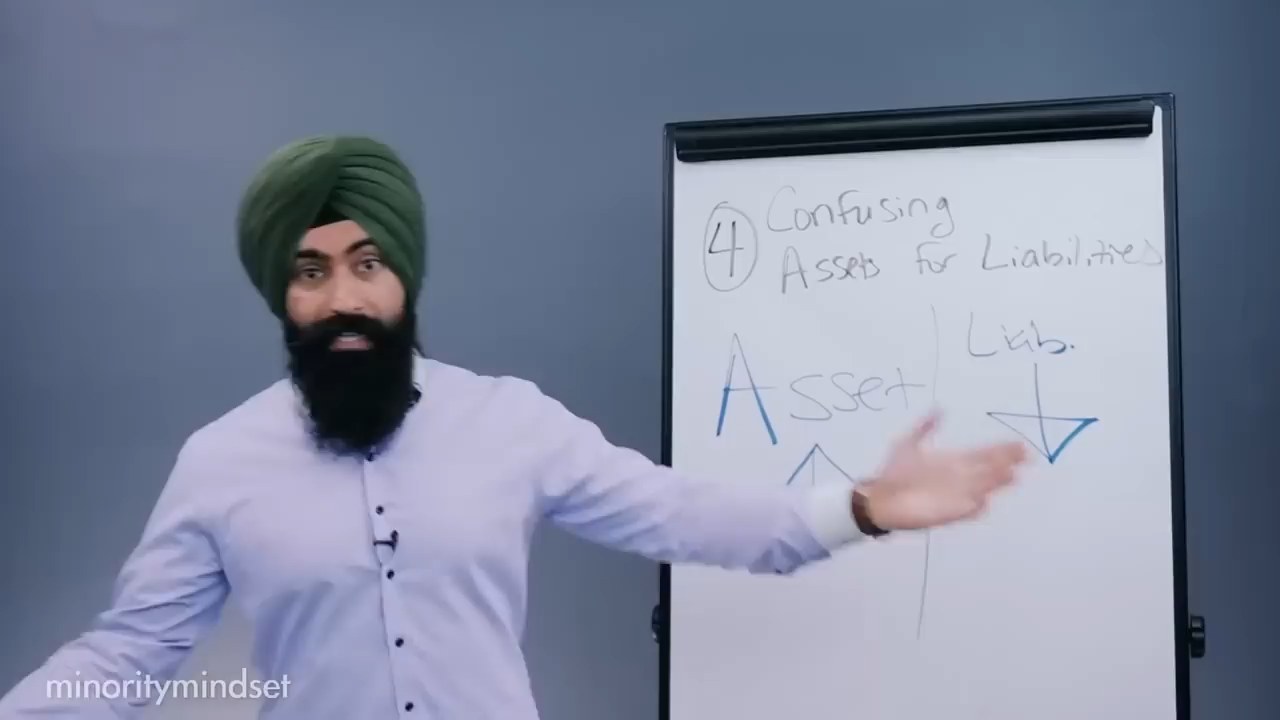 4 Confusing
Assets for Liabilities
Asset
Liab.
minoritymindset